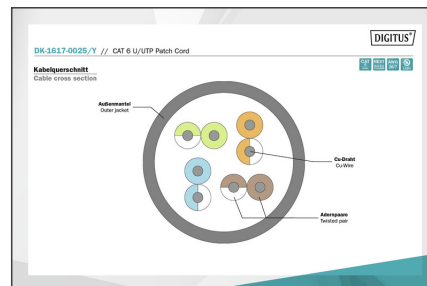 DIGITUS®
DK-1617-0025/Y // CAT 6 U/UTP Patch Cord
Kabelquerschnitt
Cable cross section
Außenmantel
Outer jacket
Cu-Draht
Cu-Wire
Adernpaare
Twisted pair